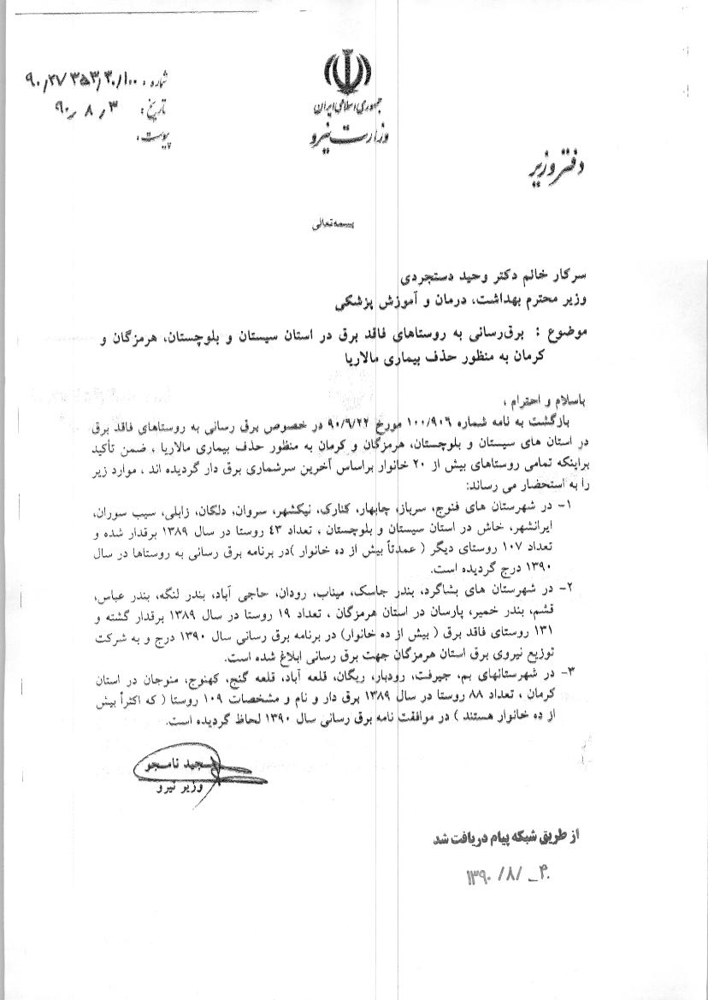 جمهوری اسلامی ایران
وزارت نیرو
شماره : ۹۰/۲۷۳۵۳/۳۰/۱۰۰
تاریخ : ۹۰/۸/۳
پیوست :
دفتر وزیر
بسمه‌تعالی
سرکار خانم دکتر وحید دستجردی
وزیر محترم بهداشت، درمان و آموزش پزشکی
موضوع : برق‌رسانی به روستاهای فاقد برق در استان سیستان و بلوچستان، هرمزگان و
کرمان به منظور حذف بیماری مالاریا
باسلام و احترام ،
بازگشت به نامه شماره ۱۰۰/۹۰۶ مورخ ۹۰/۶/۲۲ در خصوص برق رسانی به روستاهای فاقد برق
در استان های سیستان و بلوچستان، هرمزگان و کرمان به منظور حذف بیماری مالاریا ، ضمن تأکید
براینکه تمامی روستاهای بیش از ۲۰ خانوار براساس آخرین سرشماری برق دار گردیده اند ، موارد زیر
را به استحضار می رساند:
۱- در شهرستان های فنوج، سرباز، چابهار، کنارک، نیکشهر، سروان، دلگان، زابلی، سیب سوران،
ایرانشهر، خاش در استان سیستان و بلوچستان ، تعداد ۴۳ روستا در سال ۱۳۸۹ برقدار شده و
تعداد ۱۰۷ روستای دیگر ( عمدتاً بیش از ده خانوار )در برنامه برق رسانی به روستاها در سال
۱۳۹۰ درج گردیده است.
۲- در شهرستان های بشاگرد، بندر جاسک، میناب، رودان، حاجی آباد، بندر لنگه، بندر عباس،
قشم، بندر خمیر، پارسان در استان هرمزگان ، تعداد ۱۹ روستا در سال ۱۳۸۹ برقدار گشته و
۱۳۱ روستای فاقد برق ( بیش از ده خانوار) در برنامه برق رسانی سال ۱۳۹۰ درج و به شرکت
توزیع نیروی برق استان هرمزگان جهت برق رسانی ابلاغ شده است.
۳- در شهرستانهای بم، جیرفت، رودبار، ریگان، قلعه آباد، قلعه گنج، کهنوج، منوجان در استان
کرمان ، تعداد ۸۸ روستا در سال ۱۳۸۹ برق دار و نام و مشخصات ۱۰۹ روستا ( که اکثراً بیش
از ده خانوار هستند ) در موافقت نامه برق رسانی سال ۱۳۹۰ لحاظ گردیده است.
مجید نامجو
وزیر نیرو
از طریق شبکه پیام دریافت شد
۱۳۹۰/۸/۰۴